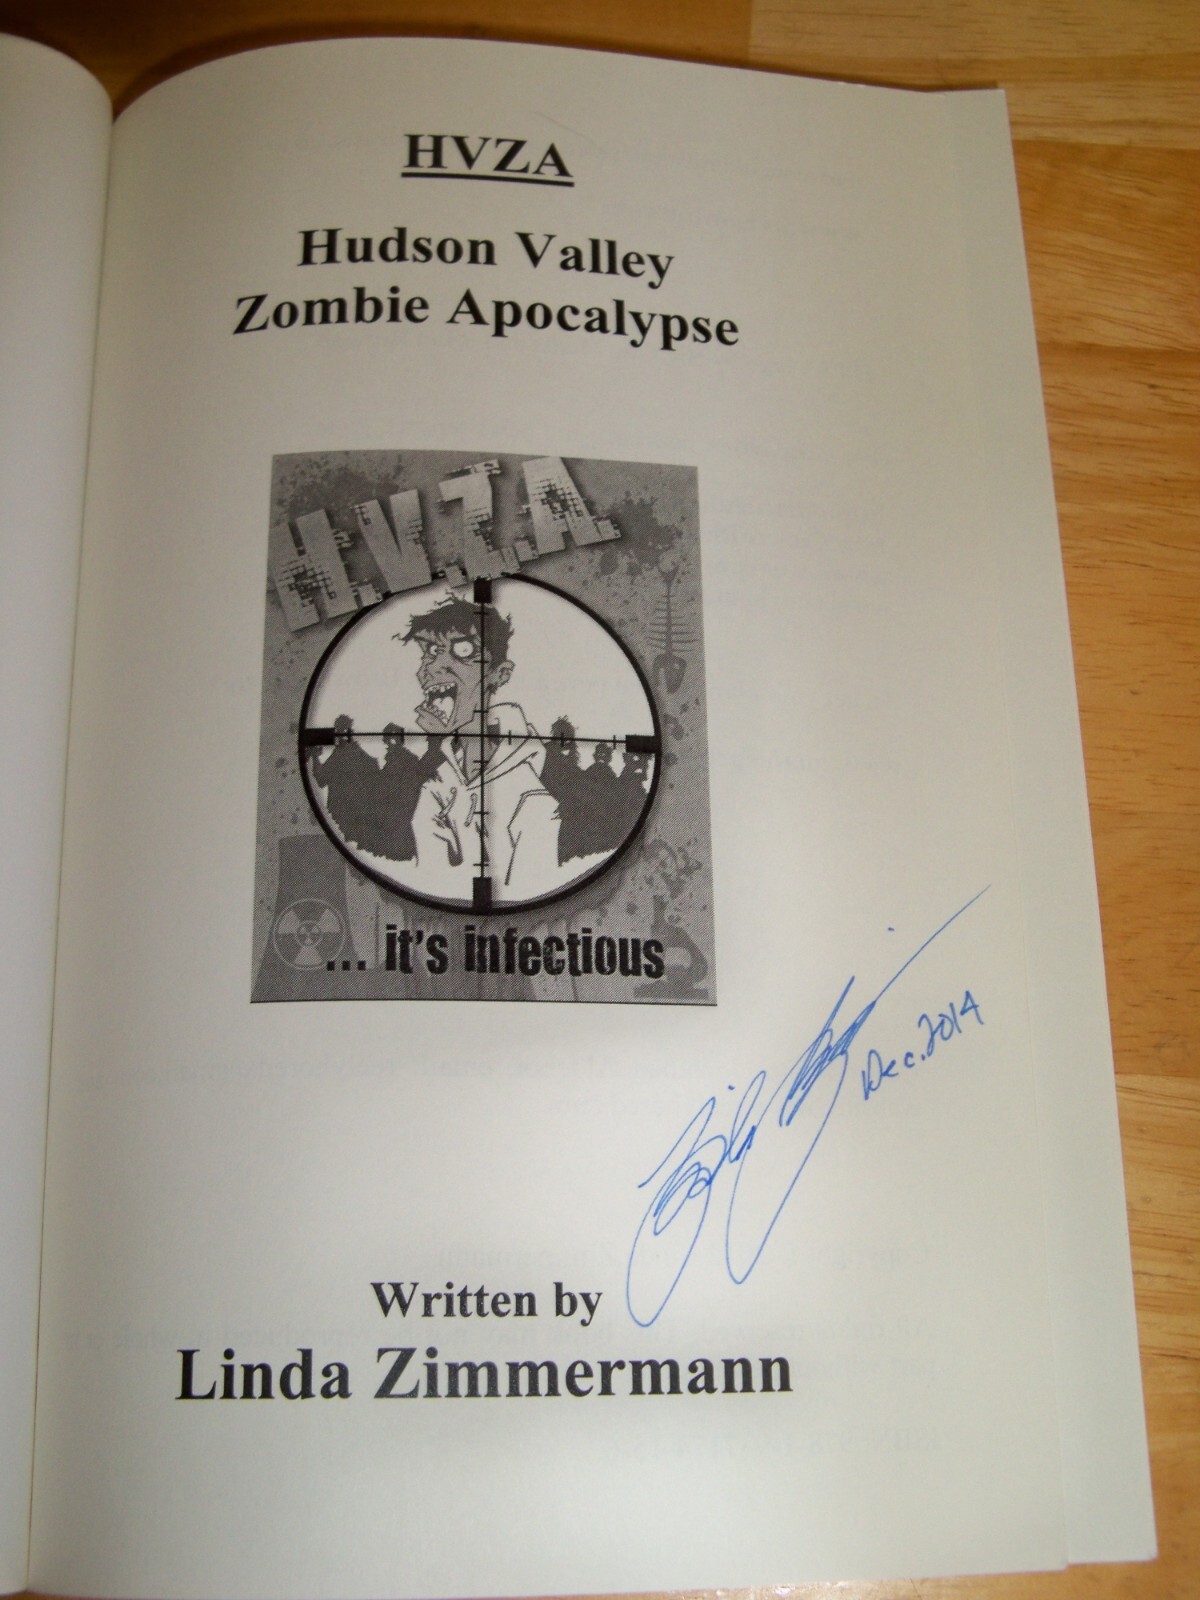 HVZA
Hudson Valley
Zombie Apocalypse
H.V.Z.A
... it's infectious
Dec. 2014
Written by
Linda Zimmermann